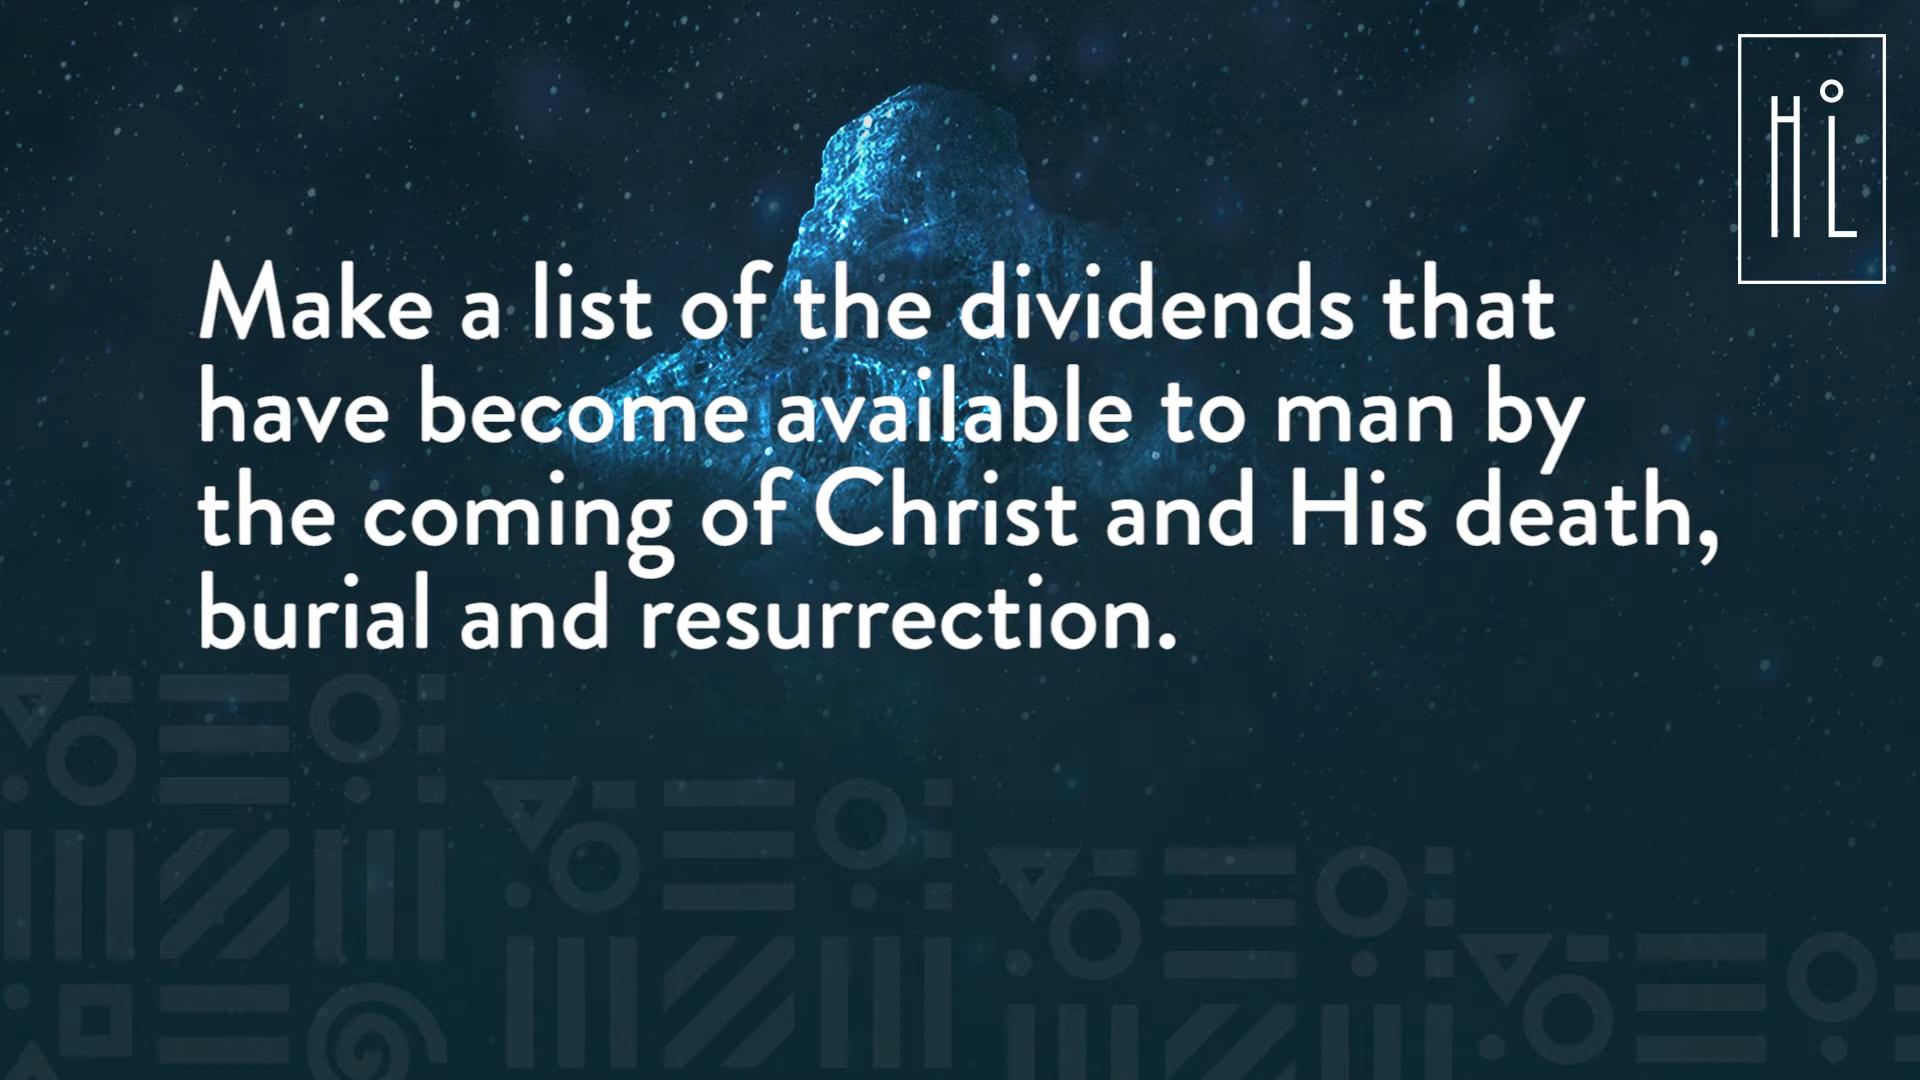 HiL
Make a list of the dividends that
have become available to man by
the coming of Christ and His death,
burial and resurrection.